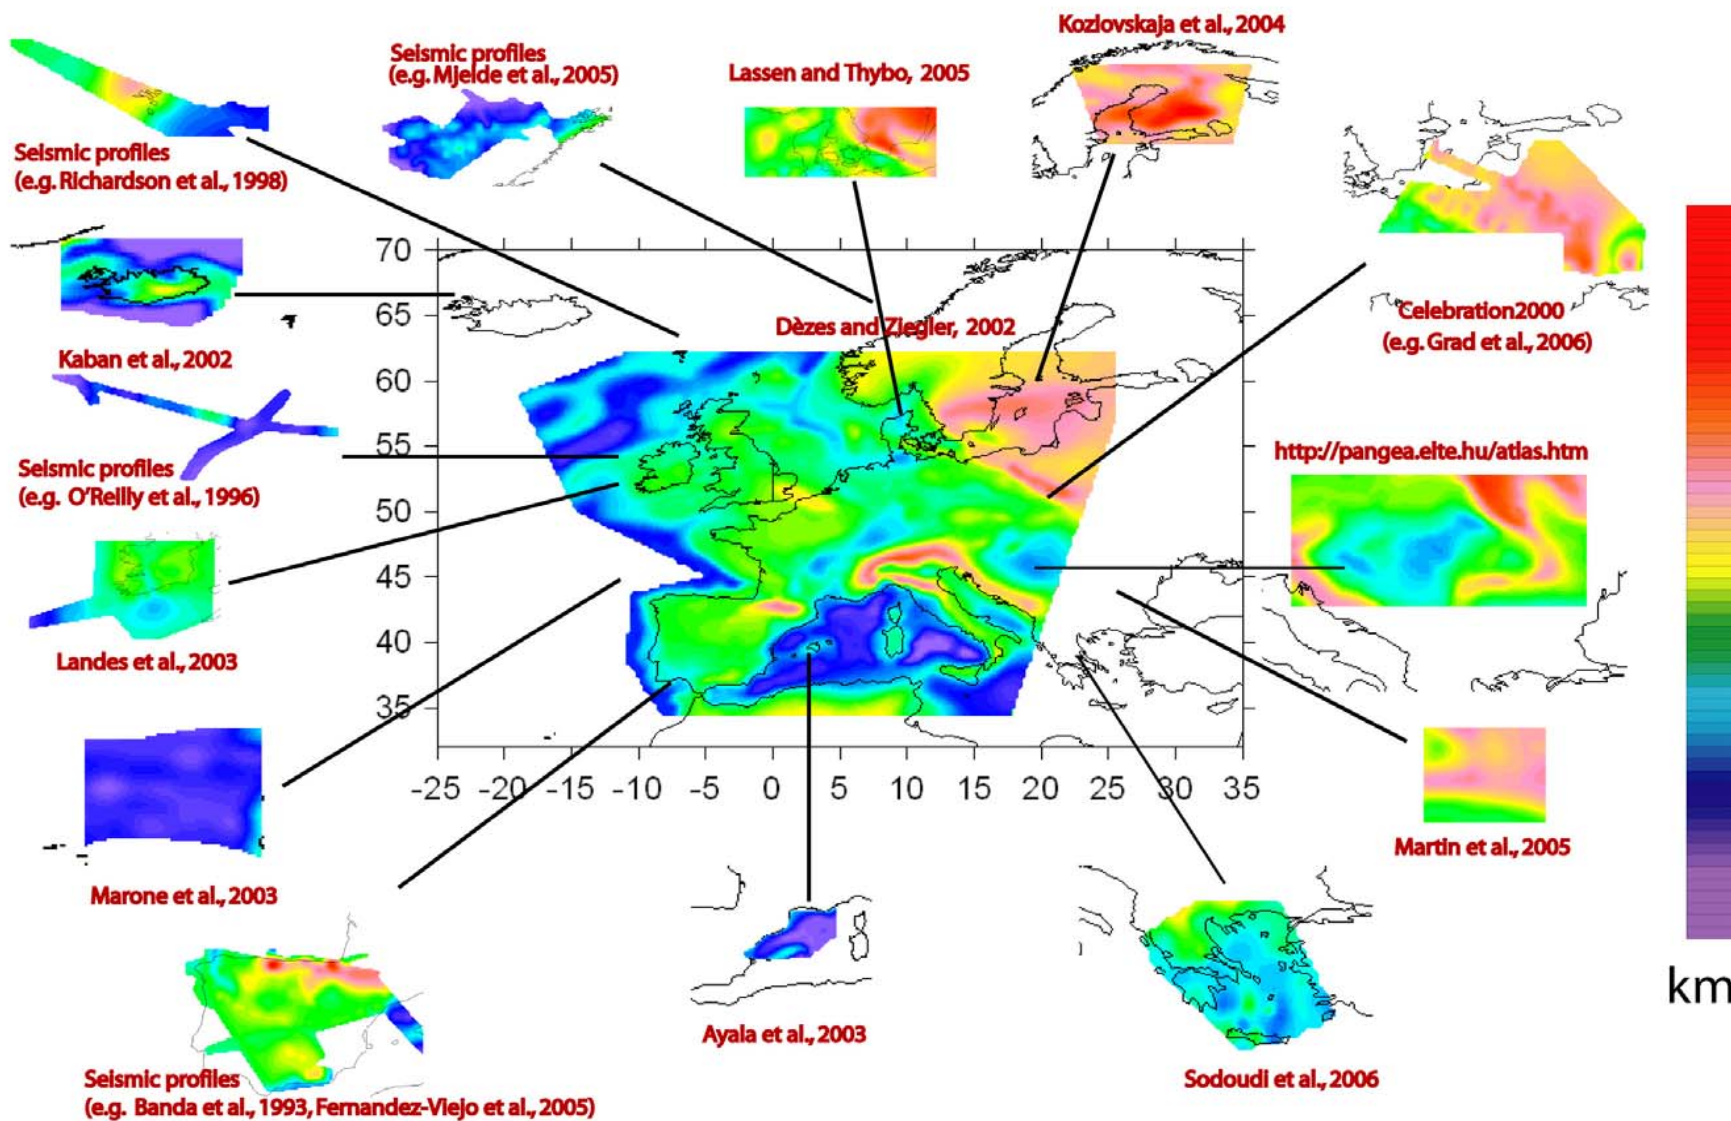 Kozlovskaja et al., 2004
Seismic profiles
(e.g. Mjelde et al., 2005)
Lassen and Thybo, 2005
Seismic profiles
(e.g. Richardson et al., 1998)
Kaban et al., 2002
Dèzes and Ziegler, 2002
Celebration2000
(e.g. Grad et al., 2006)
Seismic profiles
(e.g. O'Reilly et al., 1996)
http://pangea.elte.hu/atlas.htm
Landes et al., 2003
70
65
60
55
50
45
40
35
-25 -20 -15 -10 -5 0 5 10 15 20 25 30 35
Marone et al., 2003
Martin et al., 2005
km
Ayala et al., 2003
Sodoudi et al., 2006
Seismic profiles
(e.g. Banda et al., 1993, Fernandez-Viejo et al., 2005)